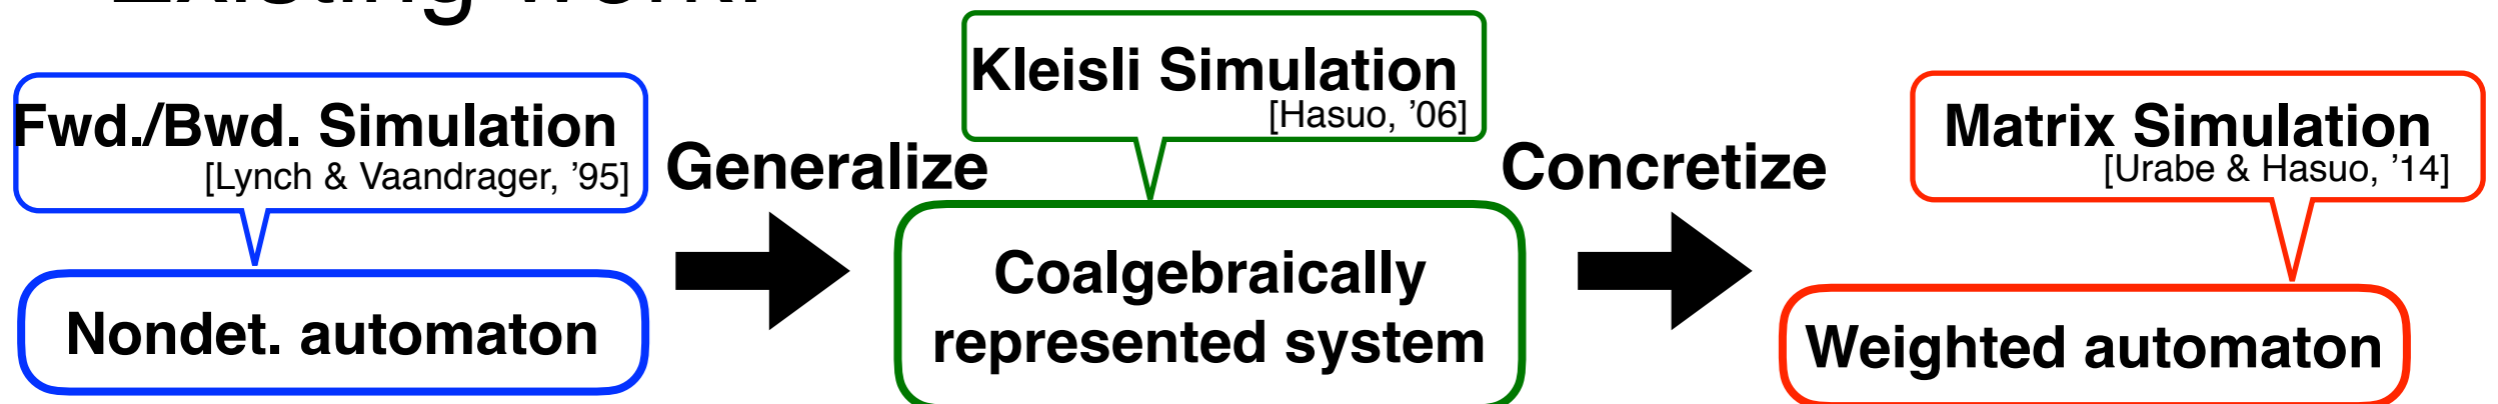 Fwd./Bwd. Simulation
[Lynch & Vaandrager, ’95]
Nondet. automaton
Generalize
Kleisli Simulation
[Hasuo, ’06]
Coalgebraically
represented system
Concretize
Matrix Simulation
[Urabe & Hasuo, ’14]
Weighted automaton